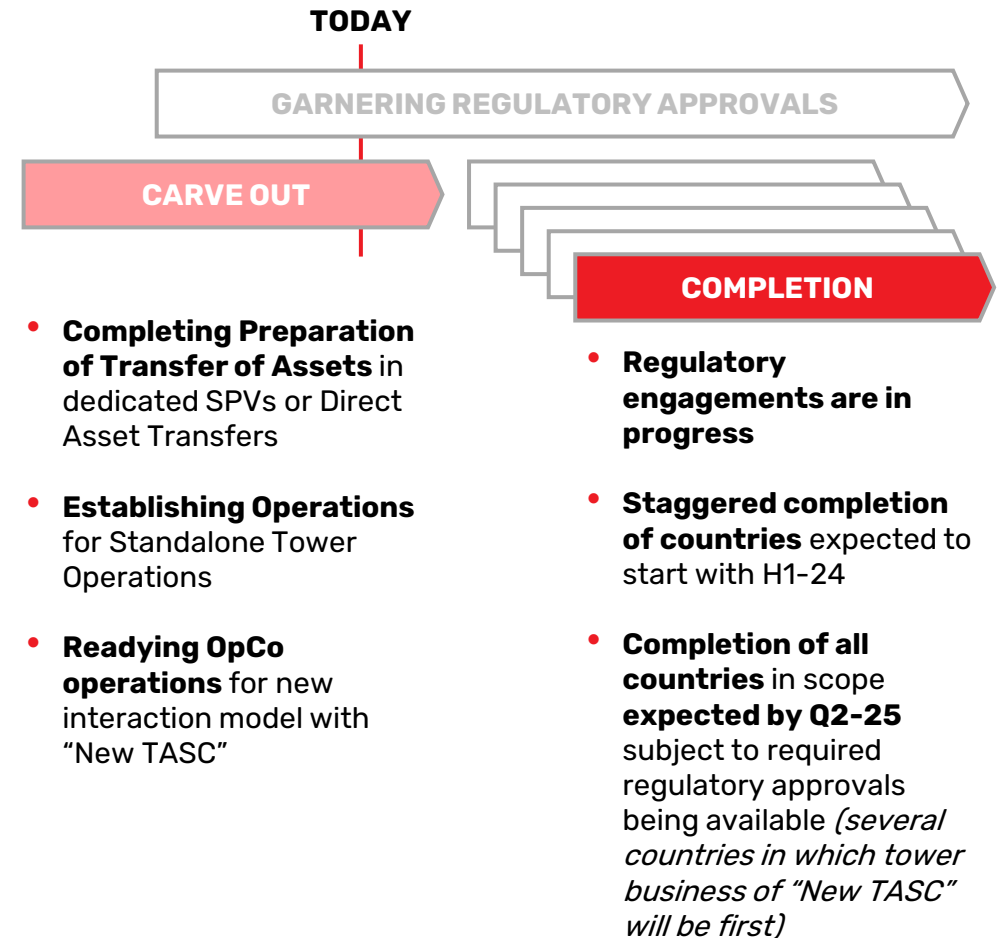 TODAY
GARNERING REGULATORY APPROVALS
CARVE OUT
COMPLETION
• Completing Preparation
of Transfer of Assets in
dedicated SPVs or Direct
Asset Transfers
• Establishing Operations
for Standalone Tower
Operations
• Readying OpCo
operations for new
interaction model with
“New TASC”
• Regulatory
engagements are in
progress
• Staggered completion
of countries expected to
start with H1-24
• Completion of all
countries in scope
expected by Q2-25
subject to required
regulatory approvals
being available (several
countries in which tower
business of “New TASC”
will be first)